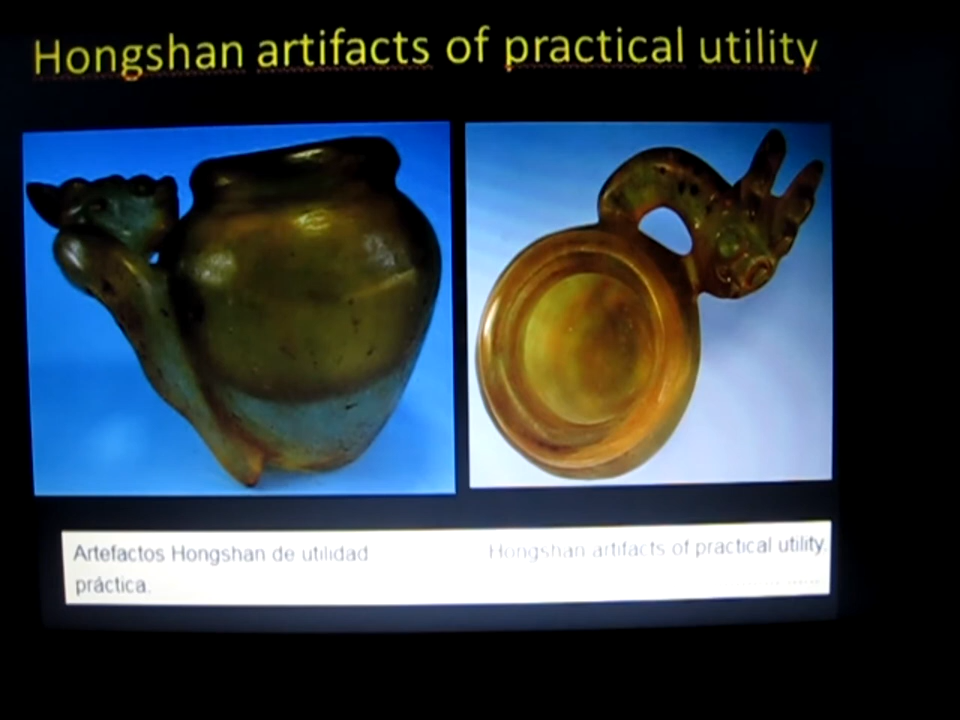 Hongshan artifacts of practical utility
Artefactos Hongshan de utilidad
práctica.
Hongshan artifacts of practical utility.